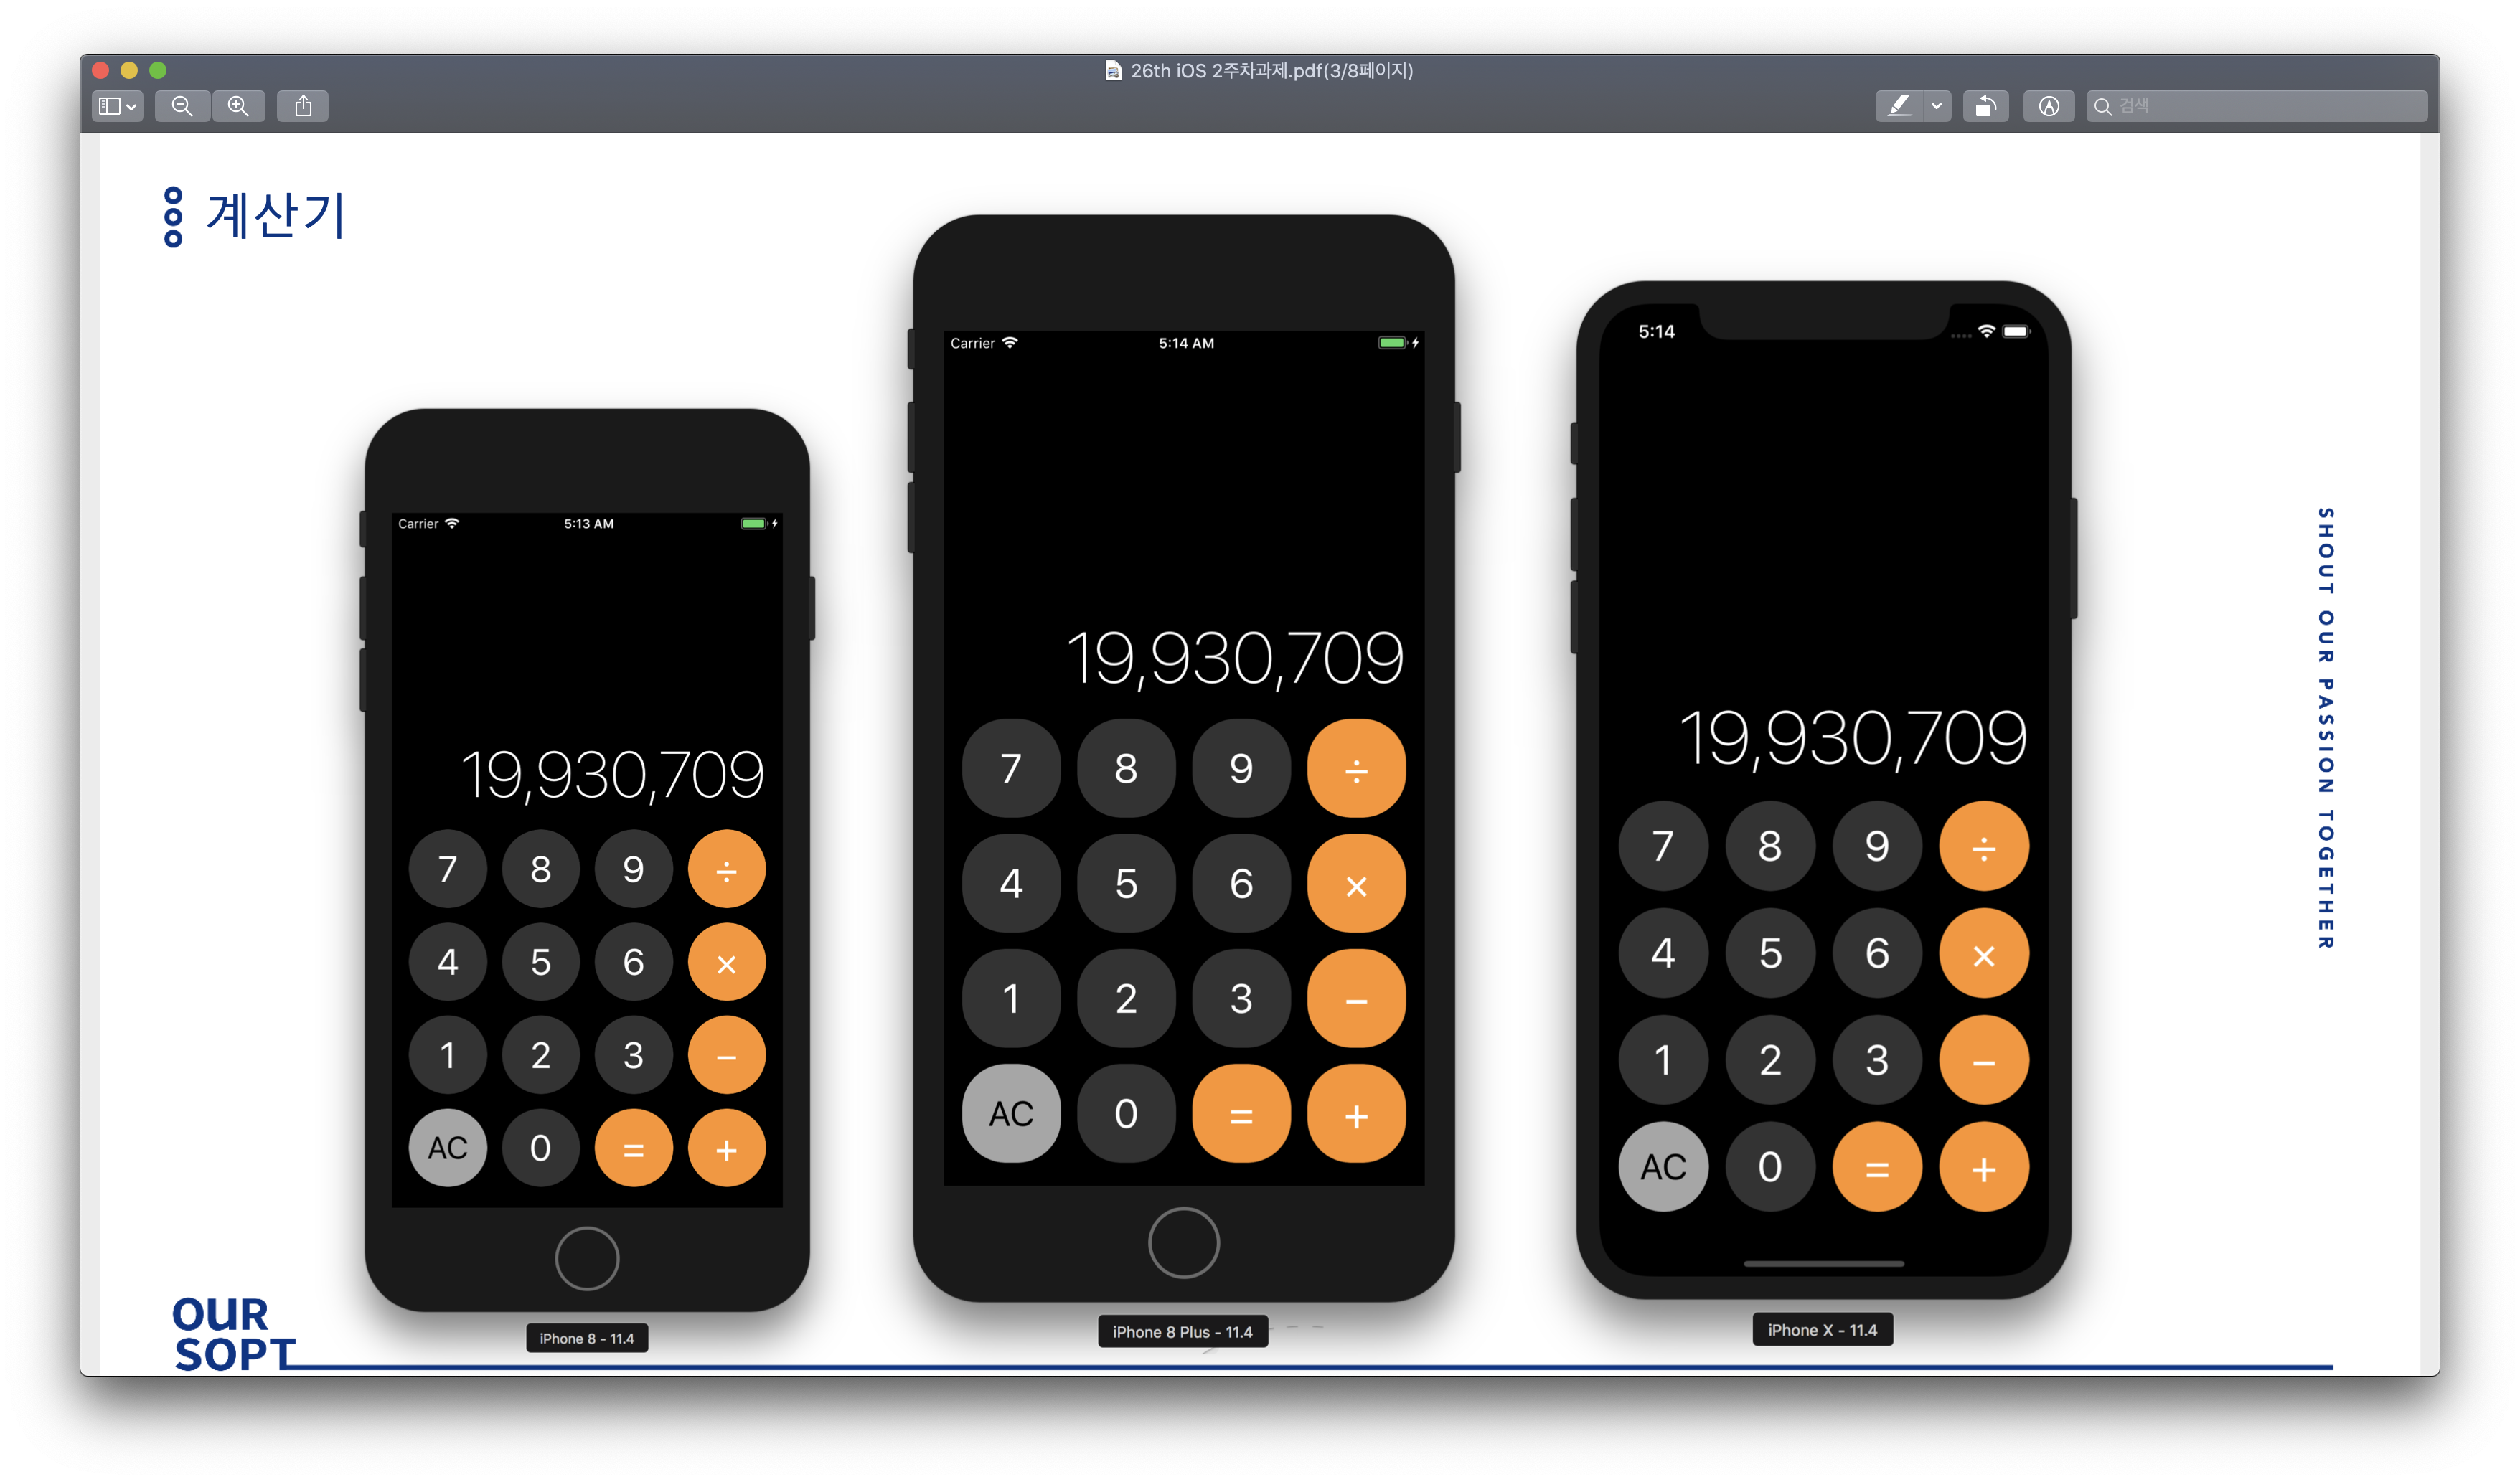 26th iOS 2주차과제.pdf(3/8페이지)
검색
계산기
Carrier 5:13 AM
19,930,709
7 8 9 ÷
4 5 6 ×
1 2 3 −
AC 0 = +
iPhone 8 - 11.4
Carrier 5:14 AM
19,930,709
7 8 9 ÷
4 5 6 ×
1 2 3 −
AC 0 = +
iPhone 8 Plus - 11.4
5:14
19,930,709
7 8 9 ÷
4 5 6 ×
1 2 3 −
AC 0 = +
iPhone X - 11.4
SHOUT OUR PASSION TOGETHER
OUR
SOPT